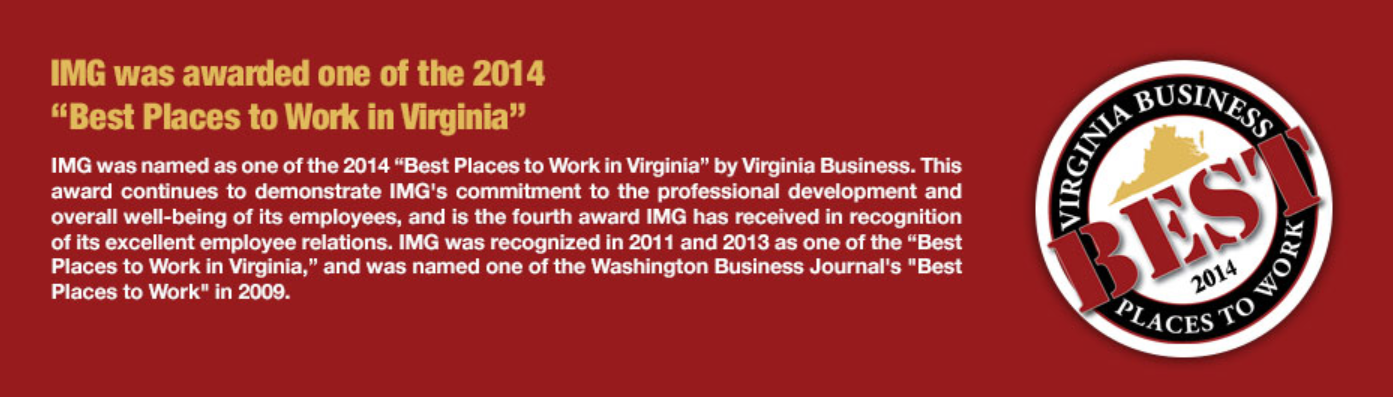 IMG was awarded one of the 2014
“Best Places to Work in Virginia”
IMG was named as one of the 2014 “Best Places to Work in Virginia” by Virginia Business. This
award continues to demonstrate IMG's commitment to the professional development and
overall well-being of its employees, and is the fourth award IMG has received in recognition
of its excellent employee relations. IMG was recognized in 2011 and 2013 as one of the “Best
Places to Work in Virginia,” and was named one of the Washington Business Journal's "Best
Places to Work" in 2009.
VIRGINIA BUSINESS
BEST
2014
PLACES TO WORK